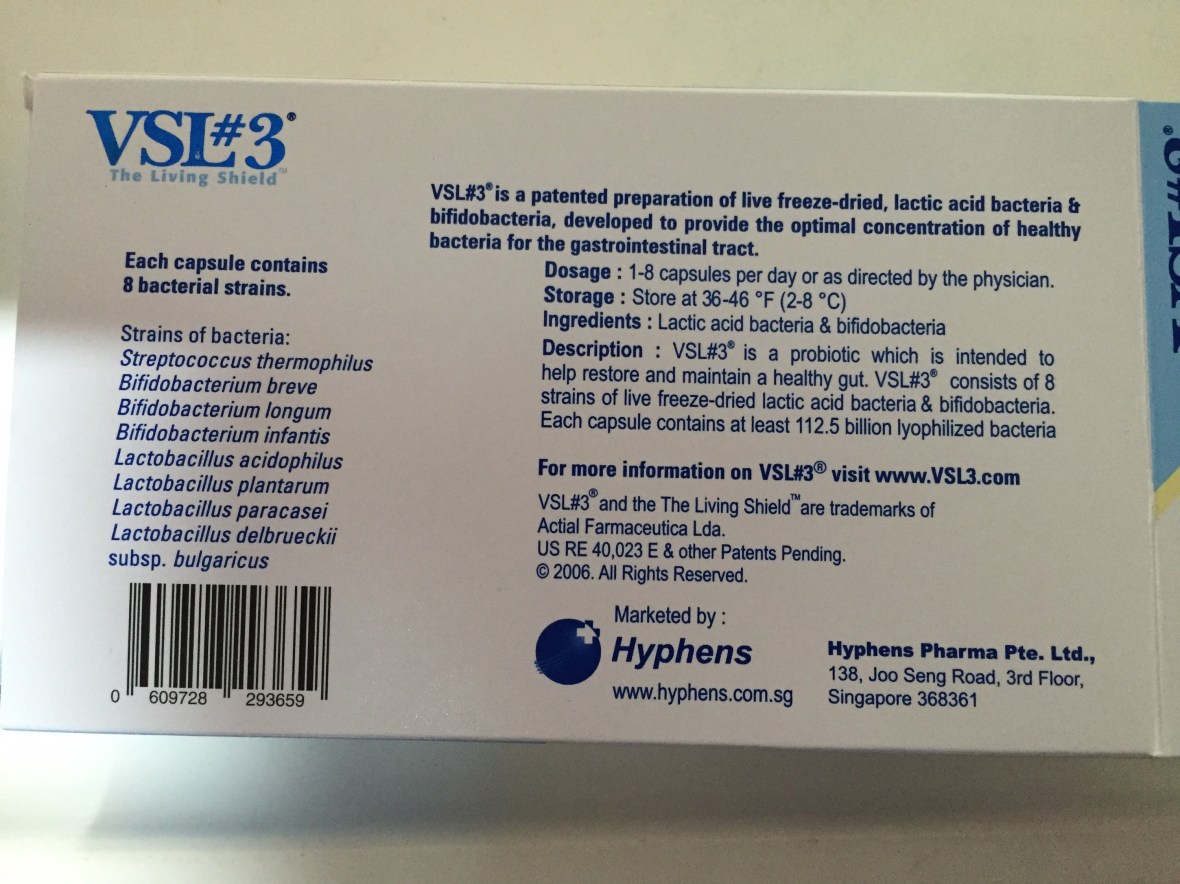 VSL#3®
The Living Shield™
Each capsule contains
8 bacterial strains.
Strains of bacteria:
Streptococcus thermophilus
Bifidobacterium breve
Bifidobacterium longum
Bifidobacterium infantis
Lactobacillus acidophilus
Lactobacillus plantarum
Lactobacillus paracasei
Lactobacillus delbrueckii
subsp. bulgaricus
0 609728 293659
VSL#3® is a patented preparation of live freeze-dried, lactic acid bacteria &
bifidobacteria, developed to provide the optimal concentration of healthy
bacteria for the gastrointestinal tract.
Dosage : 1-8 capsules per day or as directed by the physician.
Storage : Store at 36-46 °F (2-8 °C)
Ingredients : Lactic acid bacteria & bifidobacteria
Description : VSL#3® is a probiotic which is intended to
help restore and maintain a healthy gut. VSL#3® consists of 8
strains of live freeze-dried lactic acid bacteria & bifidobacteria.
Each capsule contains at least 112.5 billion lyophilized bacteria
For more information on VSL#3® visit www.VSL3.com
VSL#3® and the The Living Shield™ are trademarks of
Actial Farmaceutica Lda.
US RE 40,023 E & other Patents Pending.
© 2006. All Rights Reserved.
Marketed by :
Hyphens
www.hyphens.com.sg
Hyphens Pharma Pte. Ltd.,
138, Joo Seng Road, 3rd Floor,
Singapore 368361